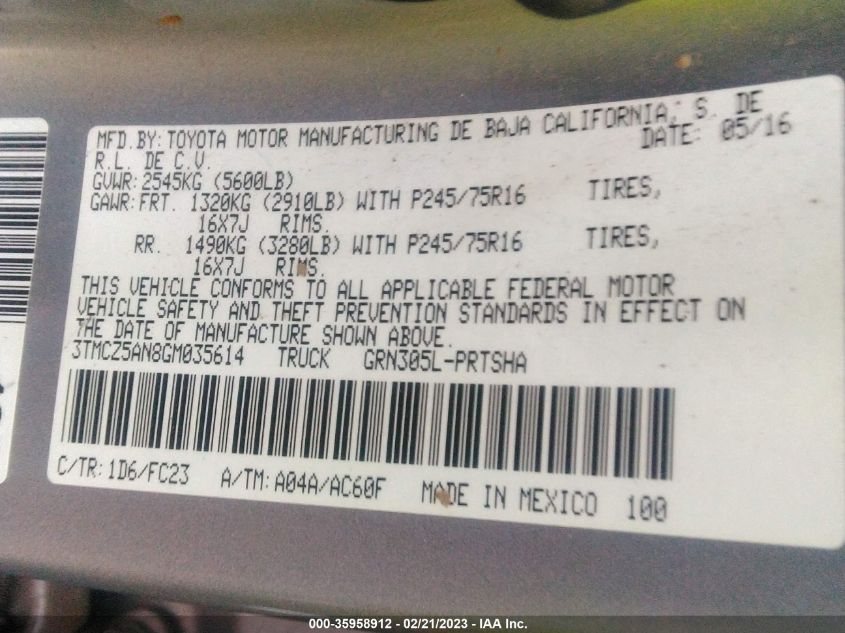 MFD.BY: TOYOTA MOTOR MANUFACTURING DE BAJA CALIFORNIA, S. DE
R.L. DE C.V. DATE: 05/16
GVWR: 2545KG (5600LB)
GAWR: FRT. 1320KG (2910LB) WITH P245/75R16 TIRES,
16X7J RIMS.
RR. 1490KG (3280LB) WITH P245/75R16 TIRES,
16X7J RIMS.
THIS VEHICLE CONFORMS TO ALL APPLICABLE FEDERAL MOTOR
VEHICLE SAFETY AND THEFT PREVENTION STANDARDS IN EFFECT ON
THE DATE OF MANUFACTURE SHOWN ABOVE.
3TMCZ5AN8GM035614 TRUCK GRN305L-PRTSHA
C/TR: 1D6/FC23 A/TM: A04A/AC60F MADE IN MEXICO 100
000-35958912 - 02/21/2023 - IAA Inc.